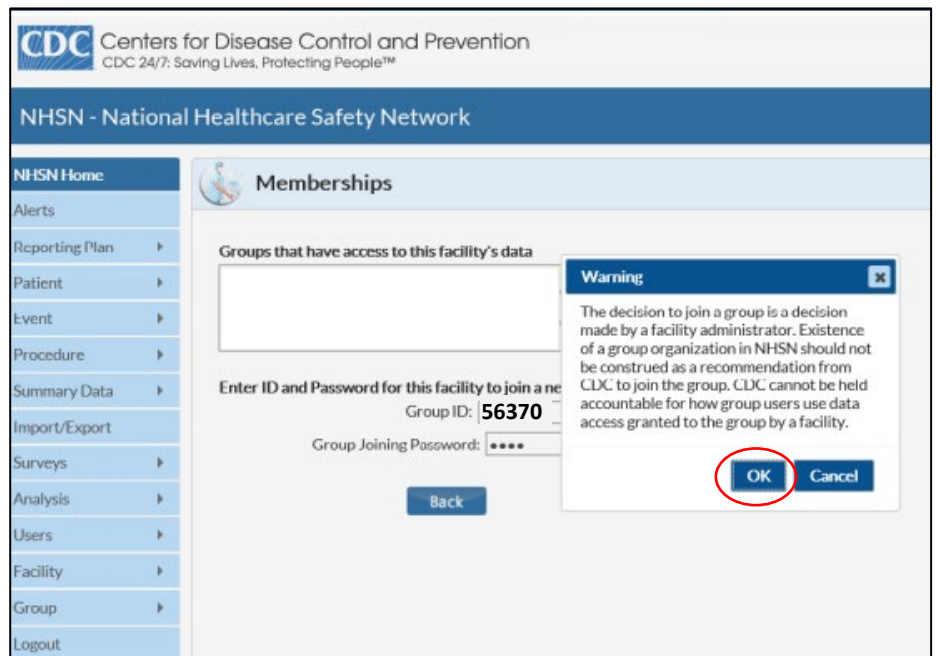 CDC Centers for Disease Control and Prevention
CDC 24/7: Saving Lives, Protecting People™
NHSN - National Healthcare Safety Network
NHSN Home
Alerts
Reporting Plan
Patient
Event
Procedure
Summary Data
Import/Export
Surveys
Analysis
Users
Facility
Group
Logout
Memberships
Groups that have access to this facility's data
Enter ID and Password for this facility to join a ne
Group ID: 56370
Group Joining Password: ••••
Back
Warning
The decision to join a group is a decision
made by a facility administrator. Existence
of a group organization in NHSN should not
be construed as a recommendation from
CDC to join the group. CDC cannot be held
accountable for how group users use data
access granted to the group by a facility.
OK Cancel